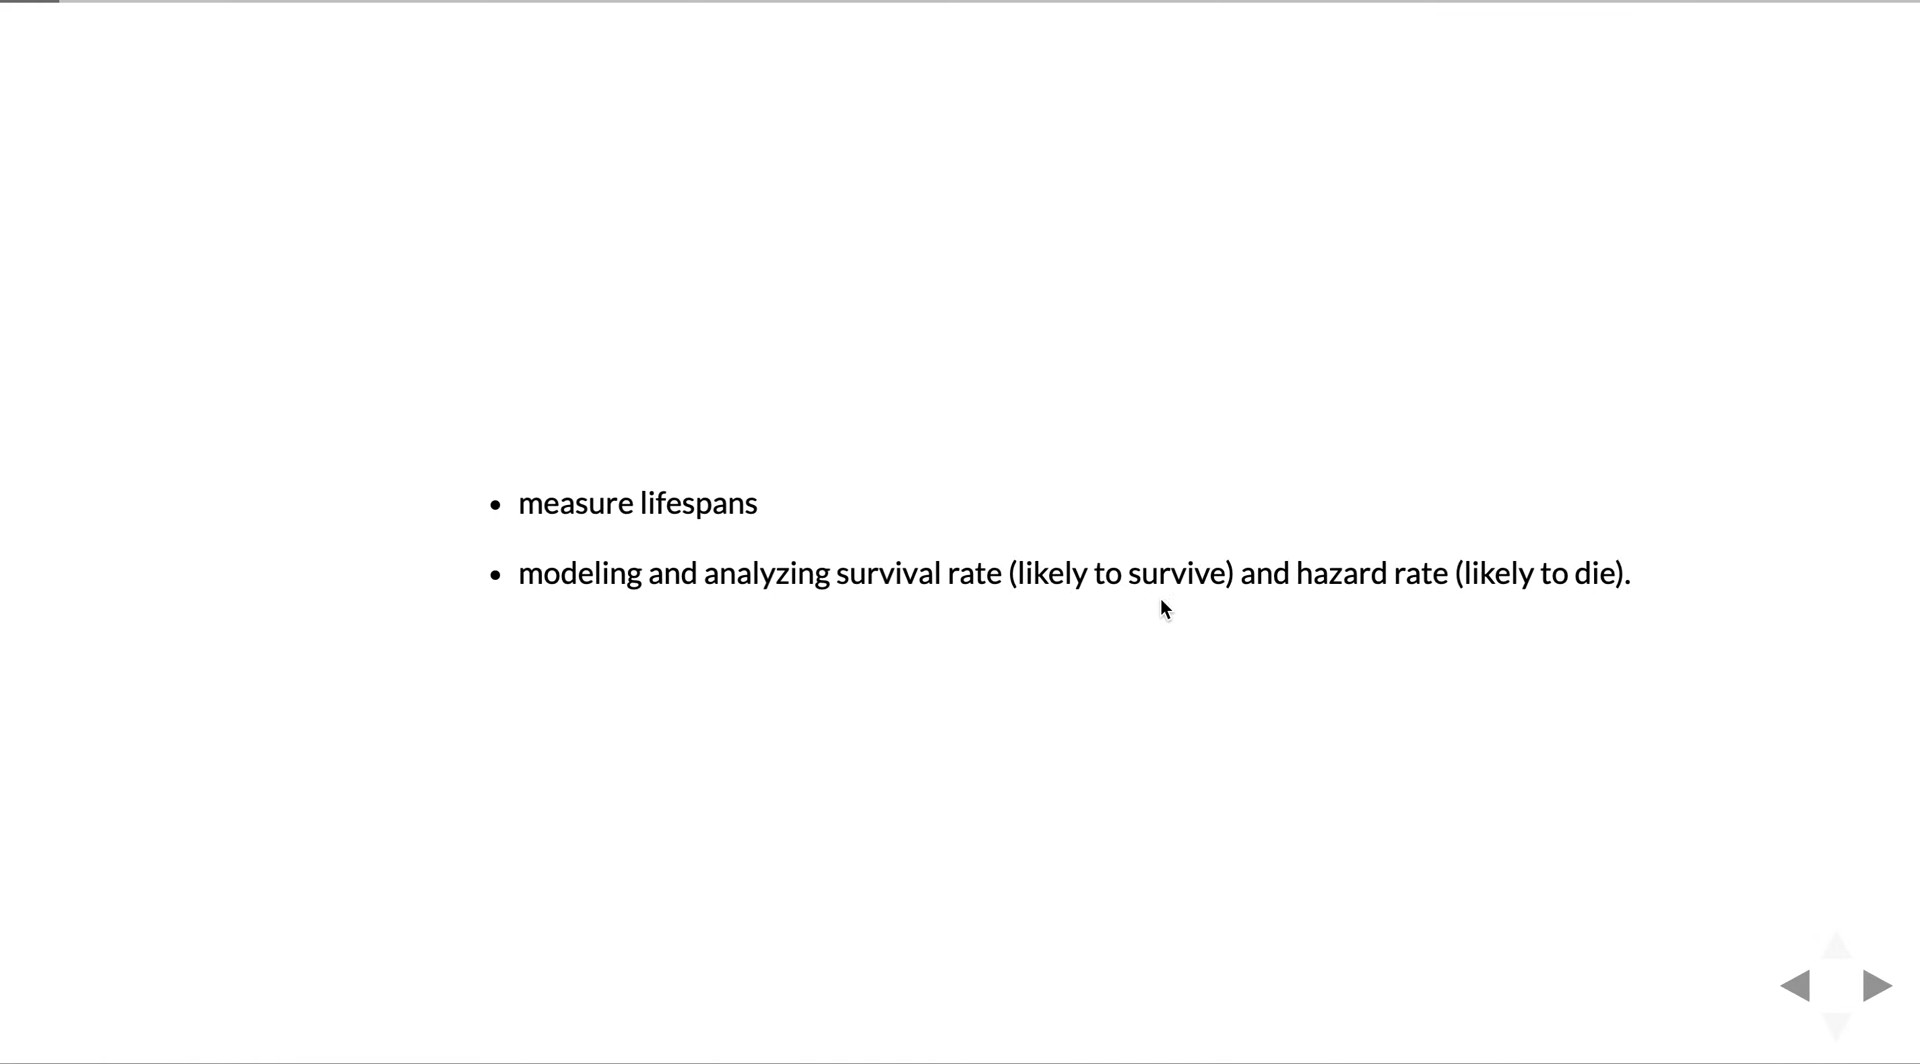 • measure lifespans
• modeling and analyzing survival rate (likely to survive) and hazard rate (likely to die).